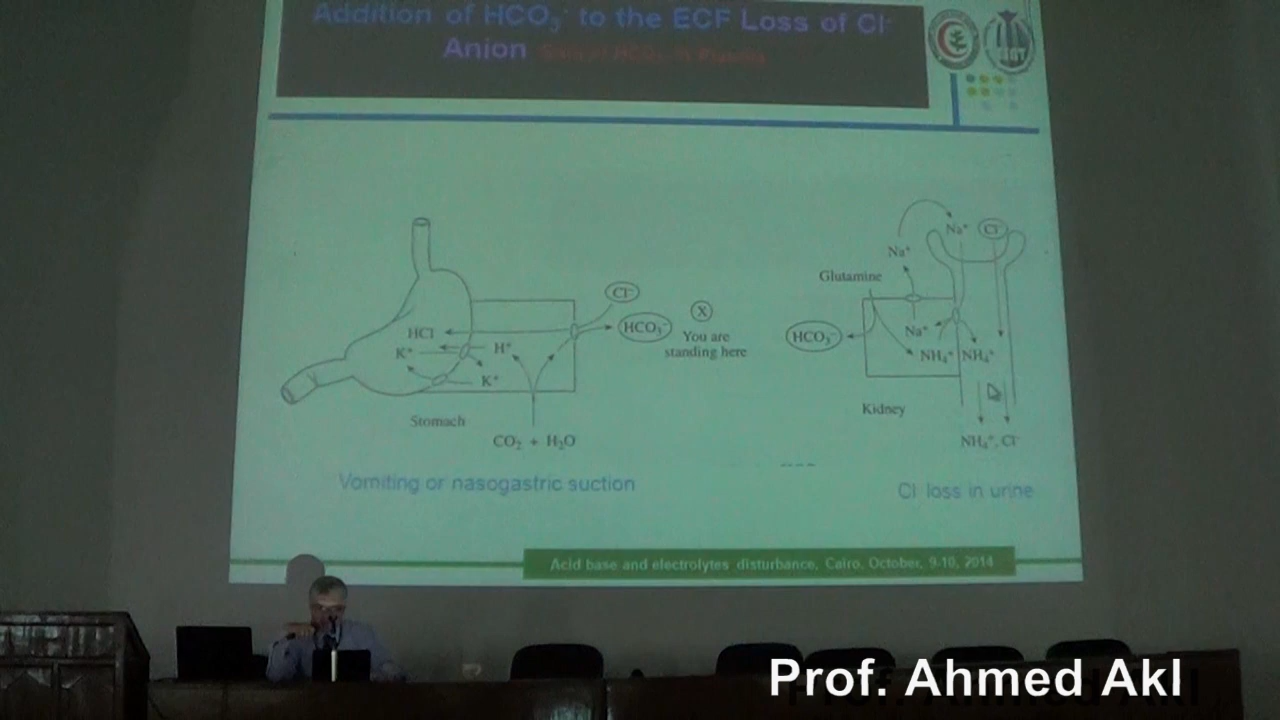 Addition of HCO₃⁻ to the ECF Loss of Cl⁻
Anion
Na⁺ Cl⁻
Na⁺
Glutamine
Cl⁻
HCO₃⁻
X
You are
standing here
HCl
H⁺
K⁺
K⁺
HCO₃⁻
Na⁺
NH₄⁺ NH₄⁺
Stomach
Kidney
CO₂ + H₂O
NH₄⁺, Cl⁻
Vomiting or nasogastric suction
Cl loss in urine
Acid base and electrolytes disturbance, Cairo, October, 9-10, 2014
Prof. Ahmed Akl